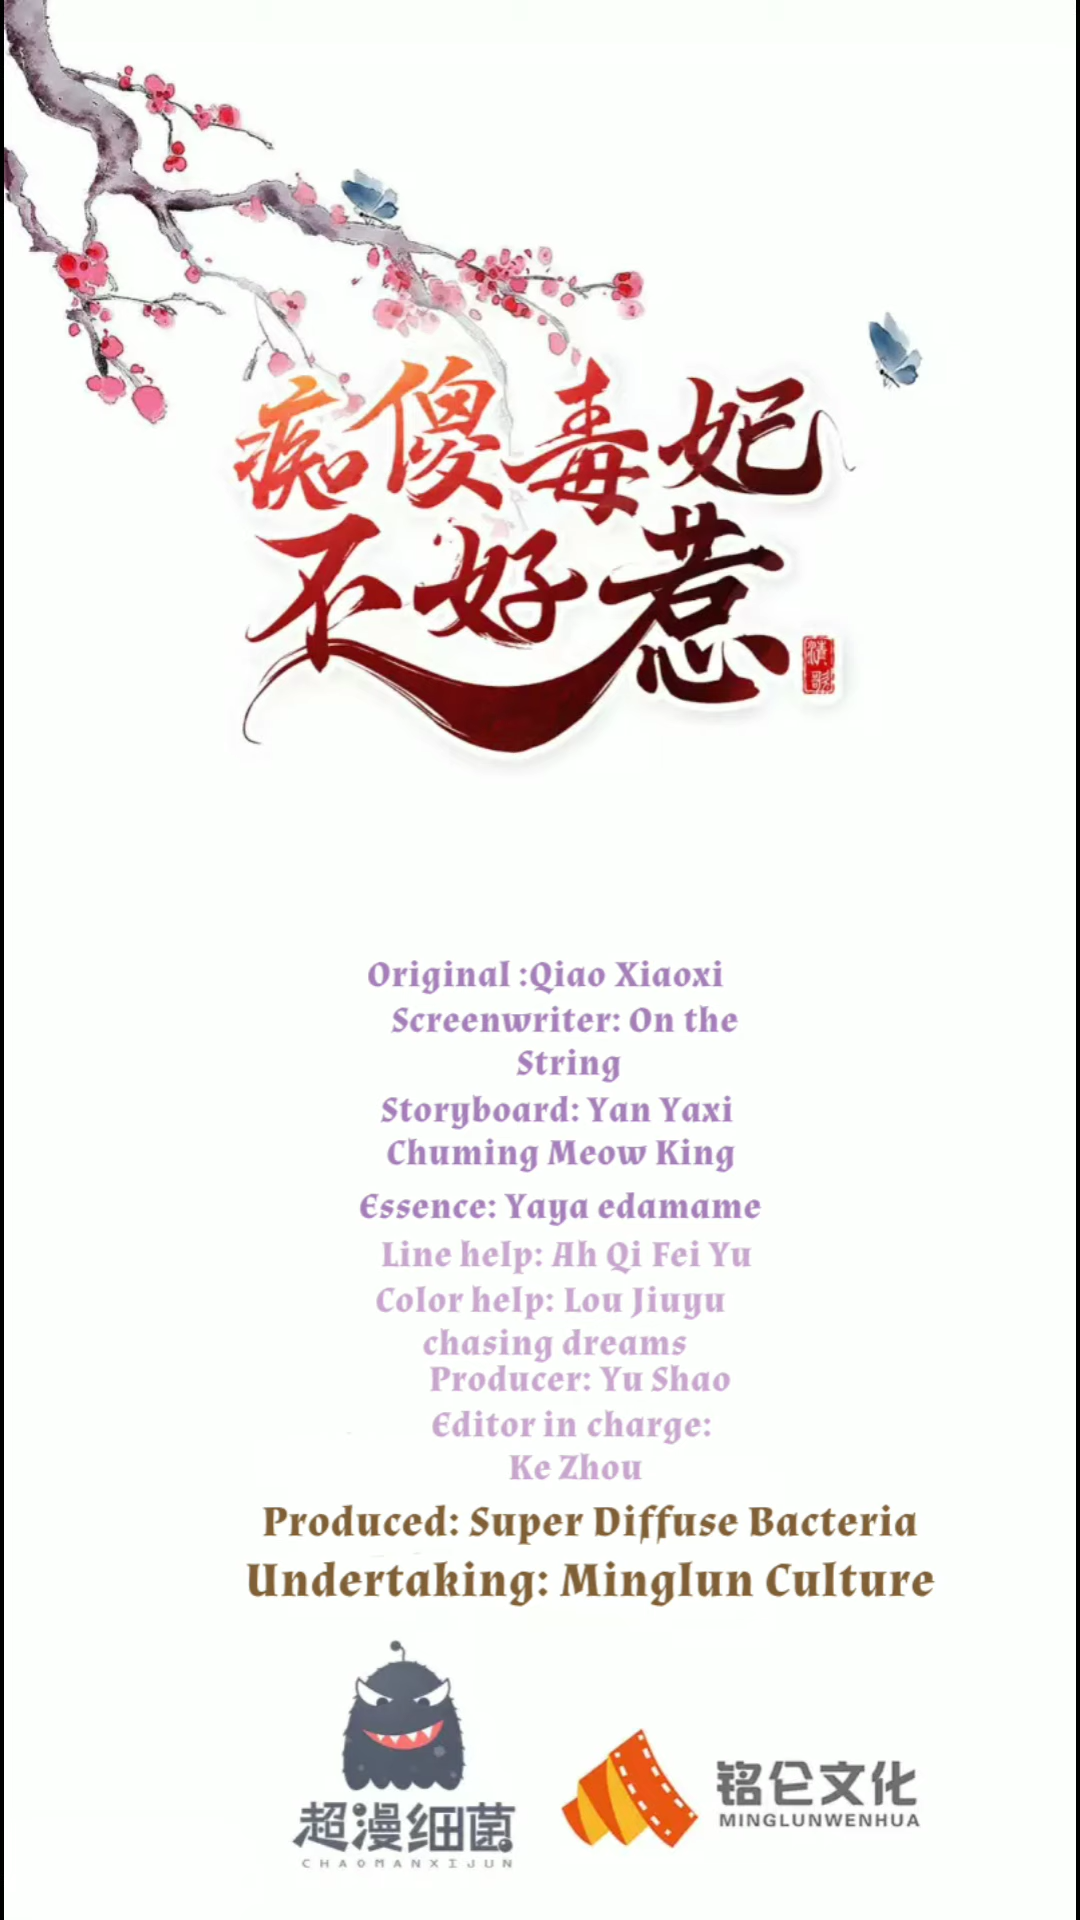 痴傻毒妃
不好惹
Original :Qiao Xiaoxi
Screenwriter: On the
String
Storyboard: Yan Yaxi
Chuming Meow King
Essence: Yaya edamame
Line help: Ah Qi Fei Yu
Color help: Lou Jiuyu
chasing dreams
Producer: Yu Shao
Editor in charge:
Ke Zhou
Produced: Super Diffuse Bacteria
Undertaking: Minglun Culture
超漫细菌
CHAOMANXIJUN
铭仑文化
MINGLUNWENHUA